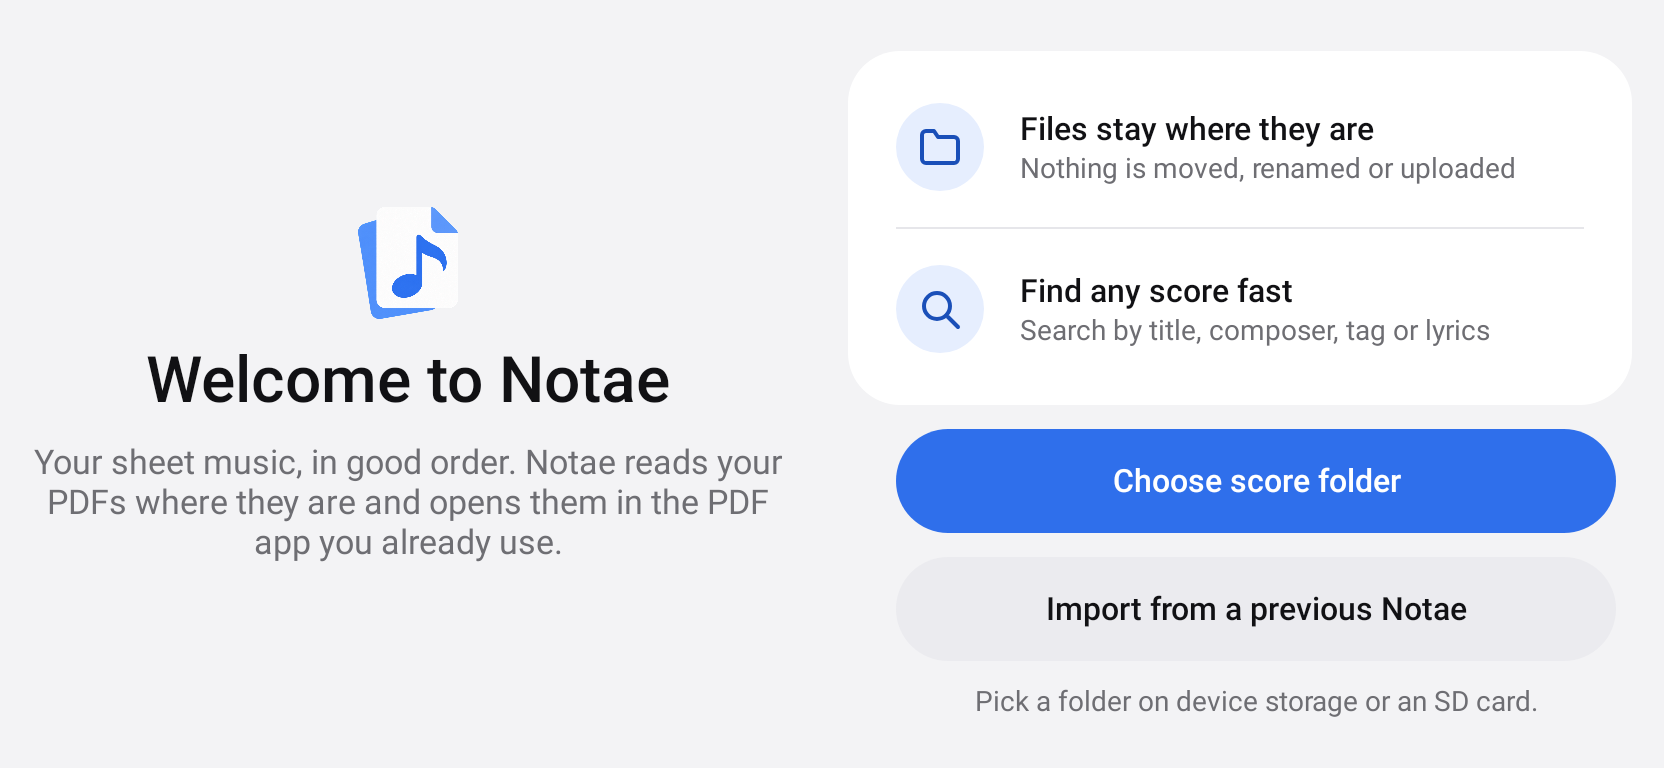 Welcome to Notae
Your sheet music, in good order. Notae reads your
PDFs where they are and opens them in the PDF
app you already use.
Files stay where they are
Nothing is moved, renamed or uploaded
Find any score fast
Search by title, composer, tag or lyrics
Choose score folder
Import from a previous Notae
Pick a folder on device storage or an SD card.